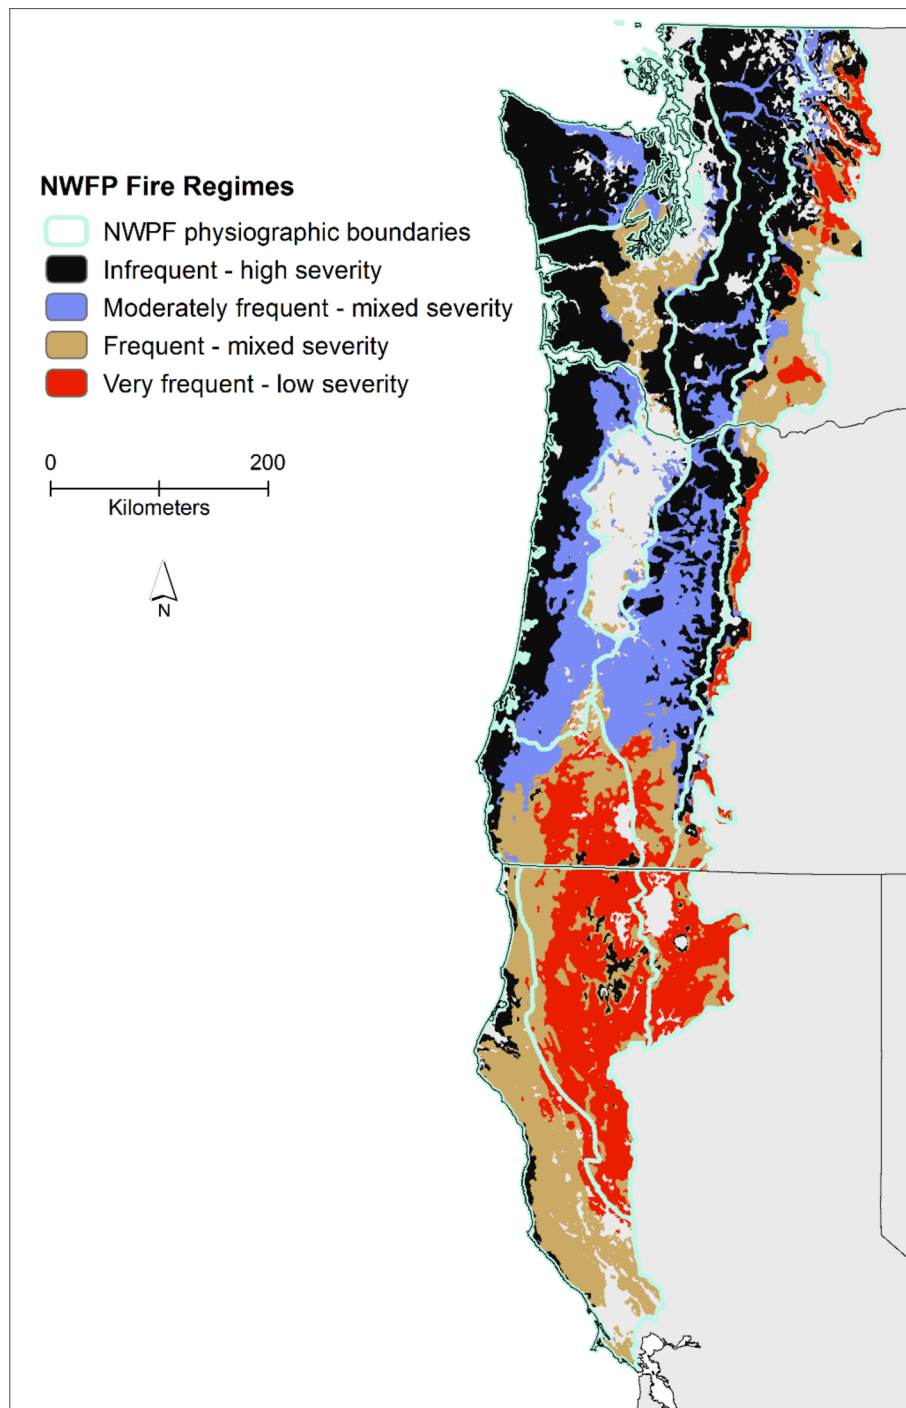 NWFP Fire Regimes
NWPF physiographic boundaries
Infrequent - high severity
Moderately frequent - mixed severity
Frequent - mixed severity
Very frequent - low severity
0 200
Kilometers
N